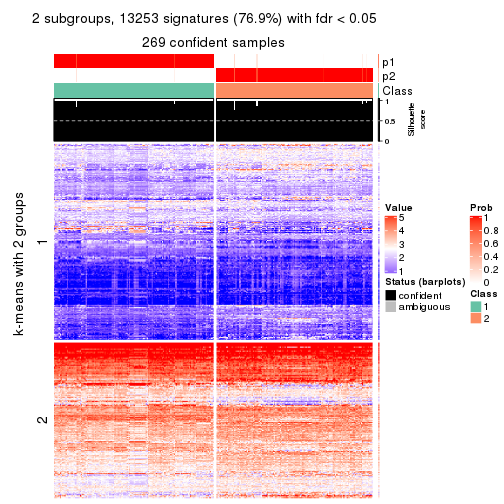 2 subgroups, 13253 signatures (76.9%) with fdr < 0.05
269 confident samples
p1
p2
Class
1
0.5
0
Silhouette
score
k-means with 2 groups
1
2
Value
5
4
3
2
1
Status (barplots)
confident
ambiguous
Prob
1
0.8
0.6
0.4
0.2
0
Class
1
2